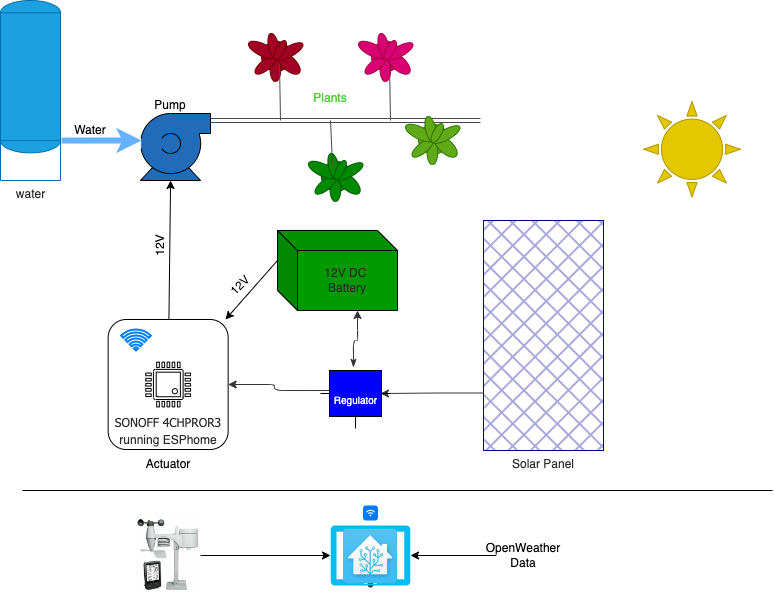 Pump
Plants
Water
water
12V
12V
12V DC
Battery
Regulator
SONOFF 4CHPROR3
running ESPhome
Actuator
Solar Panel
OpenWeather
Data